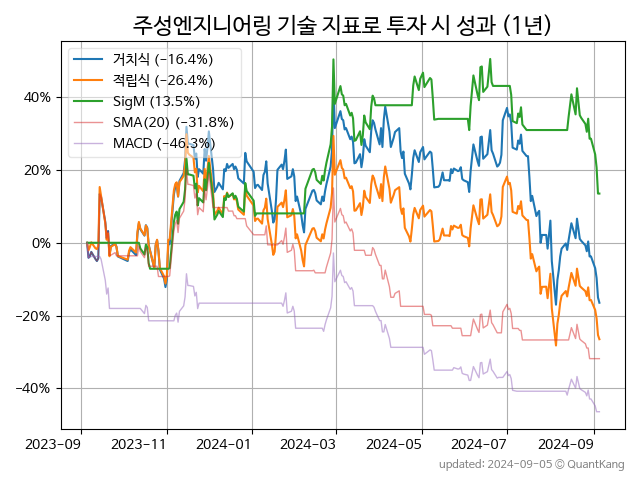 주성엔지니어링 기술 지표로 투자 시 성과 (1년)
거치식 (−16.4%)
적립식 (−26.4%)
SigM (13.5%)
SMA(20) (−31.8%)
MACD (−46.3%)
40%
20%
0%
−20%
−40%
2023-09 2023-11 2024-01 2024-03 2024-05 2024-07 2024-09
updated: 2024-09-05 © QuantKang